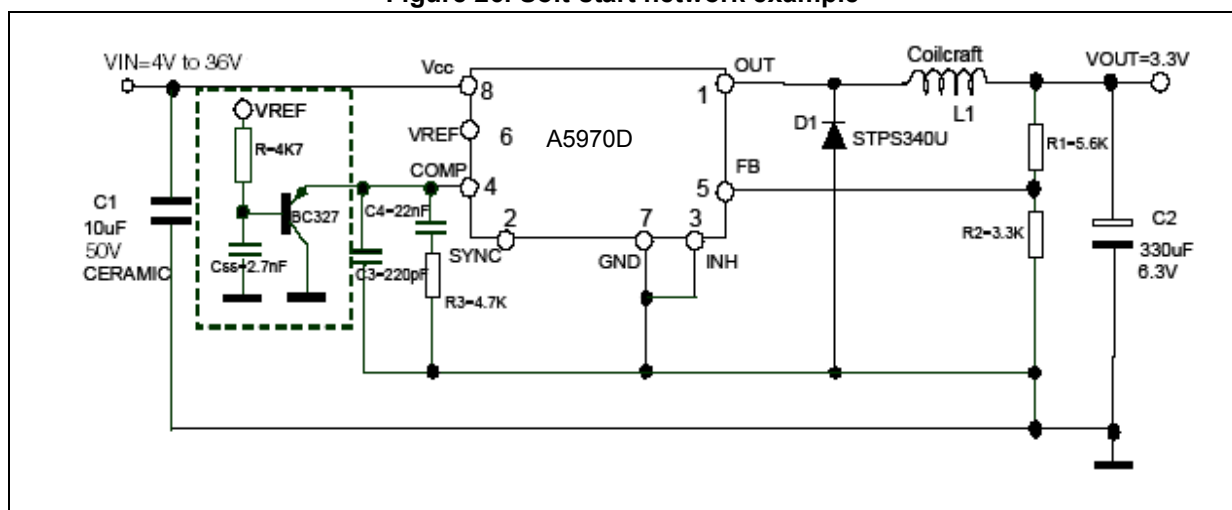 Figure 26. Soft-start network example
VIN=4V to 36V
Vcc
8
OUT
1
Coilcraft
L1
VOUT=3.3V
VREF
R=4K7
VREF
6
A5970D
D1
STPS340U
R1=5.6K
COMP
4
FB
5
C1
10uF
50V
CERAMIC
BC327
C4=22nF
2
SYNC
7
GND
3
INH
R2=3.3K
C2
330uF
6.3V
Css=2.7nF
C3=220pF
R3=4.7K